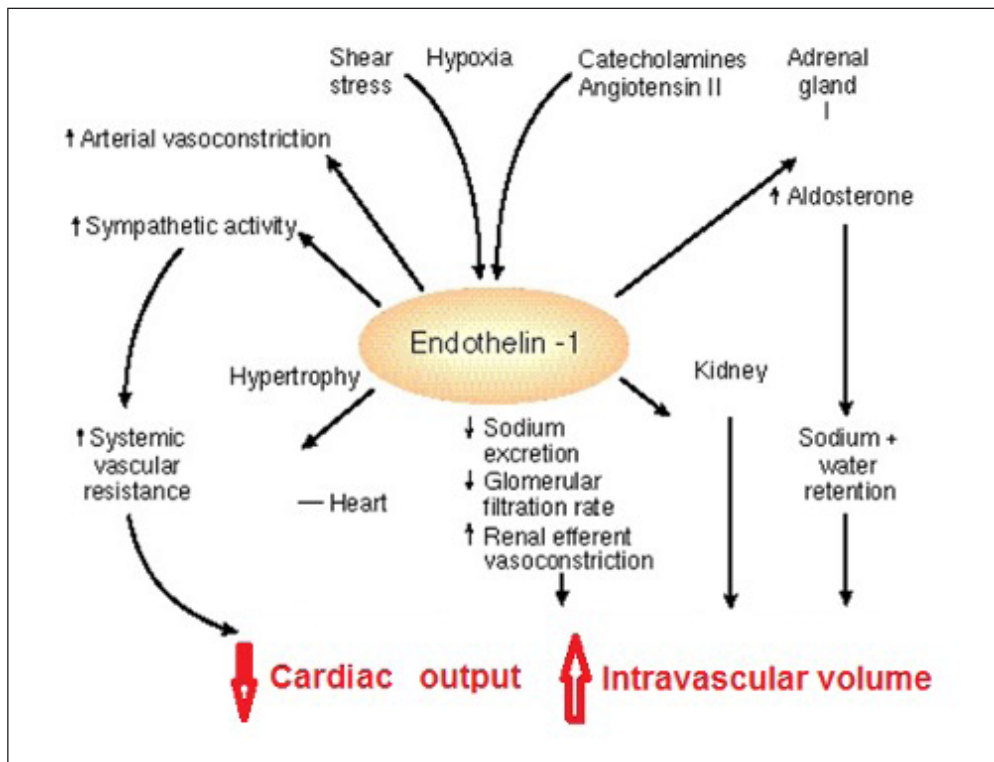 Shear
stress
Hypoxia
Catecholamines
Angiotensin II
Adrenal
gland
↑ Arterial vasoconstriction
↑ Aldosterone
↑ Sympathetic activity
Endothelin -1
Hypertrophy
Kidney
↑ Systemic
vascular
resistance
— Heart
↓ Sodium
excretion
↓ Glomerular
filtration rate
↑ Renal efferent
vasoconstriction
Sodium +
water
retention
Cardiac output
Intravascular volume